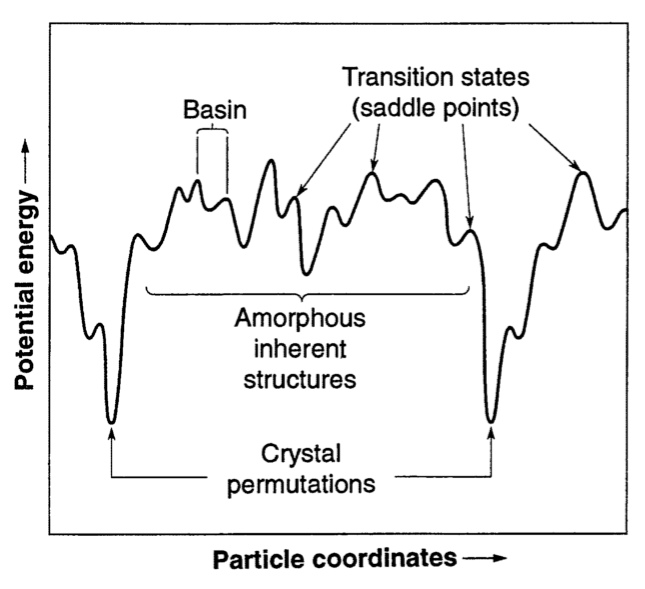 Transition states
(saddle points)
Basin
Potential energy
Amorphous
inherent
structures
Crystal
permutations
Particle coordinates